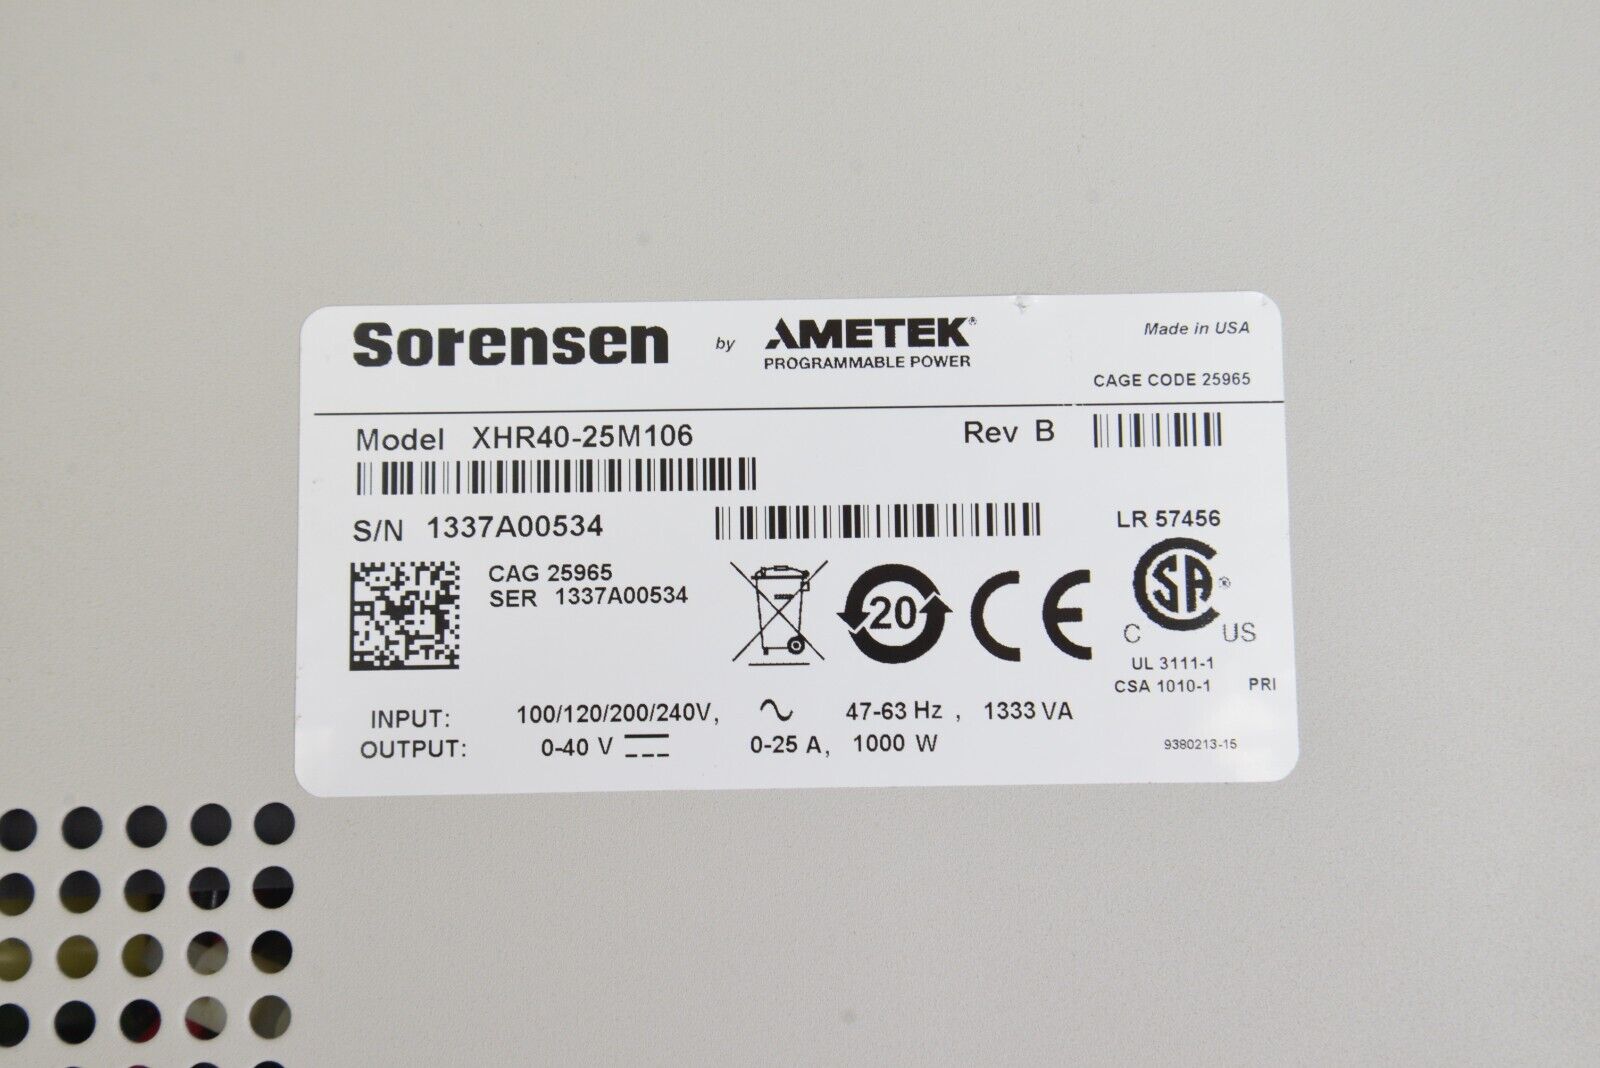 Sorensen by AMETEK® Made in USA
PROGRAMMABLE POWER
CAGE CODE 25965
Model XHR40-25M106 Rev B
S/N 1337A00534 LR 57456
CAG 25965
SER 1337A00534
20 CE SA®
C US
UL 3111-1
CSA 1010-1 PRI
INPUT: 100/120/200/240V, ∿ 47-63 Hz , 1333 VA
OUTPUT: 0-40 V ⎓ 0-25 A, 1000 W 9380213-15